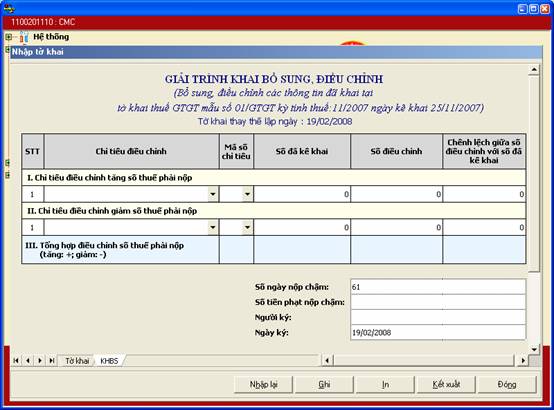 1100201110 : CMC
Hệ thống
Nhập tờ khai
GIẢI TRÌNH KHAI BỔ SUNG, ĐIỀU CHỈNH
(Bổ sung, điều chỉnh các thông tin đã khai tại
tờ khai thuế GTGT mẫu số 01/GTGT kỳ tính thuế:11/2007 ngày kê khai 25/11/2007)
Tờ khai thay thế lập ngày : 19/02/2008
STT Chỉ tiêu điều chỉnh Mã số chỉ tiêu Số đã kê khai Số điều chỉnh Chênh lệch giữa số điều chỉnh với số đã kê khai
I. Chỉ tiêu điều chỉnh tăng số thuế phải nộp
1 0 0 0
II. Chỉ tiêu điều chỉnh giảm số thuế phải nộp
1 0 0 0
III. Tổng hợp điều chỉnh số thuế phải nộp
(tăng: +; giảm: -)
Số ngày nộp chậm: 61
Số tiền phạt nộp chậm:
Người ký:
Ngày ký: 19/02/2008
Tờ khai KHBS
Nhập lại Ghi In Kết xuất Đóng